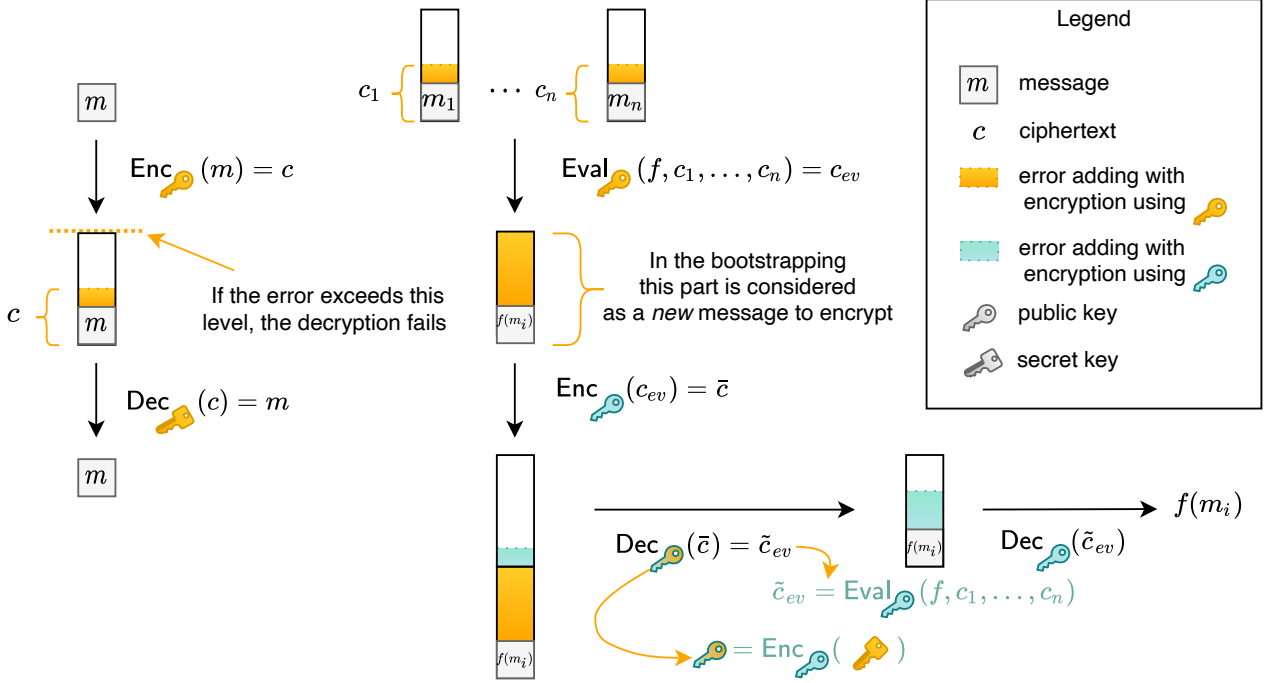 m
Enc (m) = c
c
m
If the error exceeds this
level, the decryption fails
Dec (c) = m
m
c₁
m₁
··· cₙ
mₙ
Eval (f, c₁, . . . , cₙ) = cₑᵥ
f(mᵢ)
In the bootstrapping
this part is considered
as a new message to encrypt
Enc (cₑᵥ) = c̄
f(mᵢ)
Dec (c̄) = c̃ₑᵥ
c̃ₑᵥ = Eval (f, c₁, . . . , cₙ)
= Enc ( )
f(mᵢ)
Dec (c̃ₑᵥ)
f(mᵢ)
Legend
m message
c ciphertext
error adding with
encryption using
error adding with
encryption using
public key
secret key